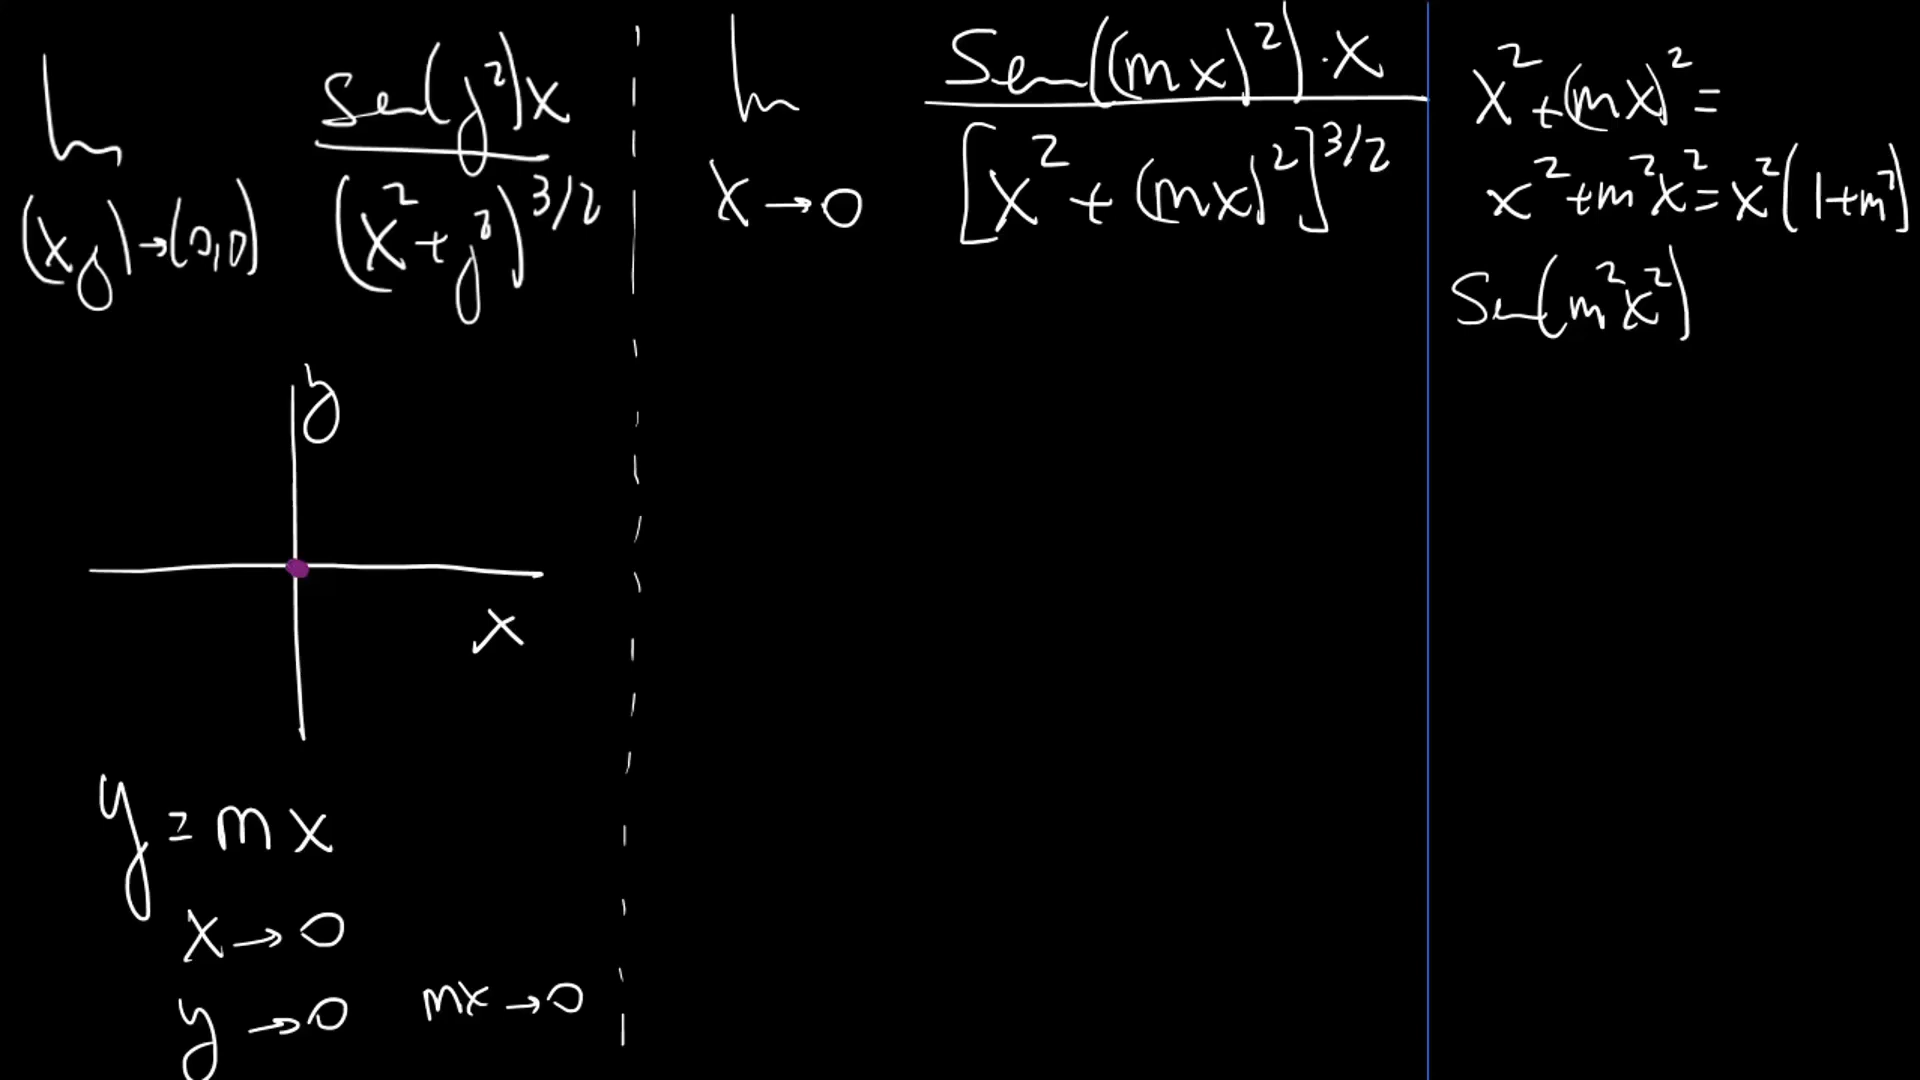 lim Sen(y²)x
(x,y)→(0,0) (x²+y²)^3/2
y
x
y = mx
x→0
y→0 mx→0
lim Sen((mx)²)·x
x→0 [x²+(mx)²]^3/2
x²+(mx)²=
x²+m²x²=x²(1+m²)
Sen(m²x²)